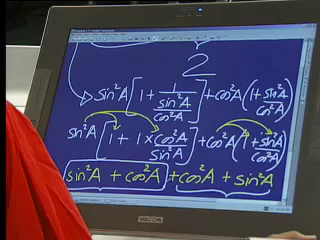 2
sin²A [1 + 1/(sin²A/cos²A)] + cos²A (1 + sin²A/cos²A)
sin²A [1 + 1 × cos²A/sin²A] + cos²A (1 + sin²A/cos²A)
sin²A + cos²A + cos²A + sin²A
WACOM